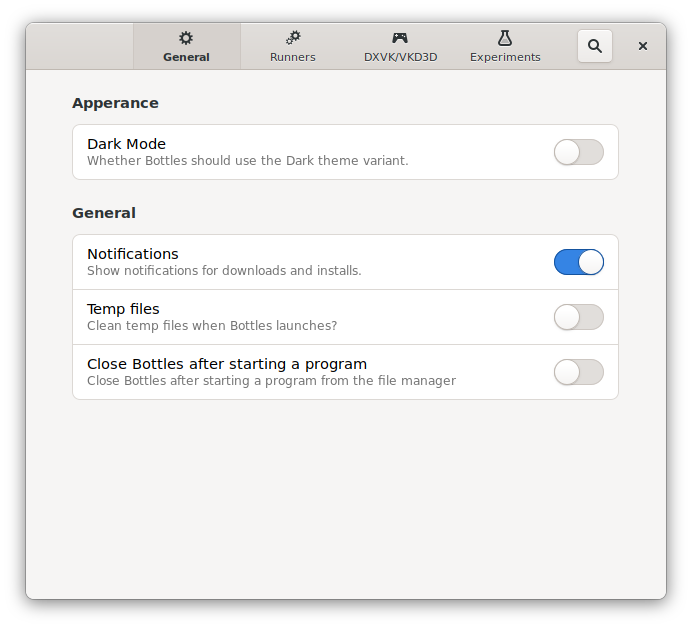 General
Runners
DXVK/VKD3D
Experiments
Apperance
Dark Mode
Whether Bottles should use the Dark theme variant.
General
Notifications
Show notifications for downloads and installs.
Temp files
Clean temp files when Bottles launches?
Close Bottles after starting a program
Close Bottles after starting a program from the file manager